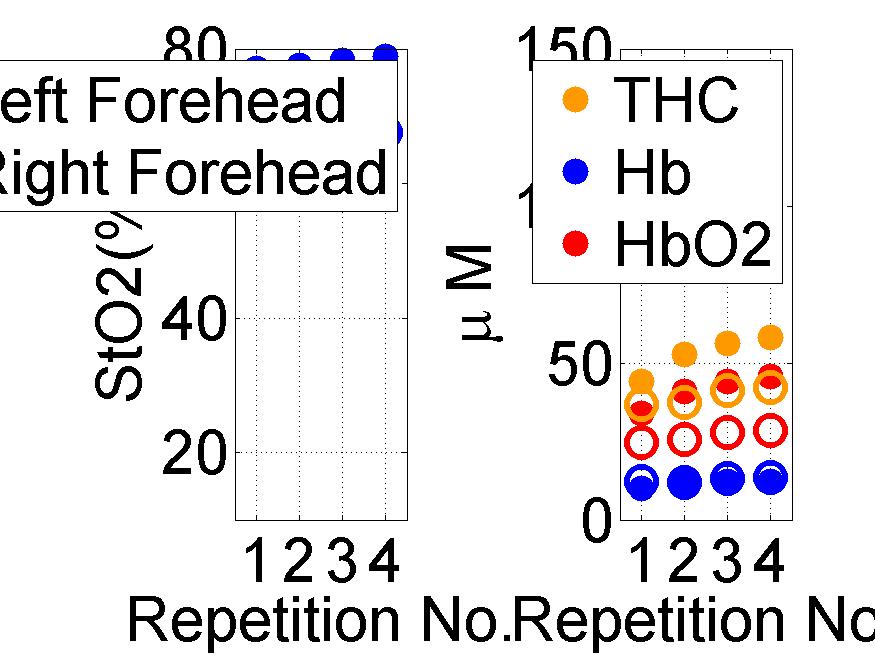 80
eft Forehead
Right Forehead
StO2(%
40
20
1 2 3 4
Repetition No.
150
THC
Hb
HbO2
1
μ M
50
0
1 2 3 4
Repetition No